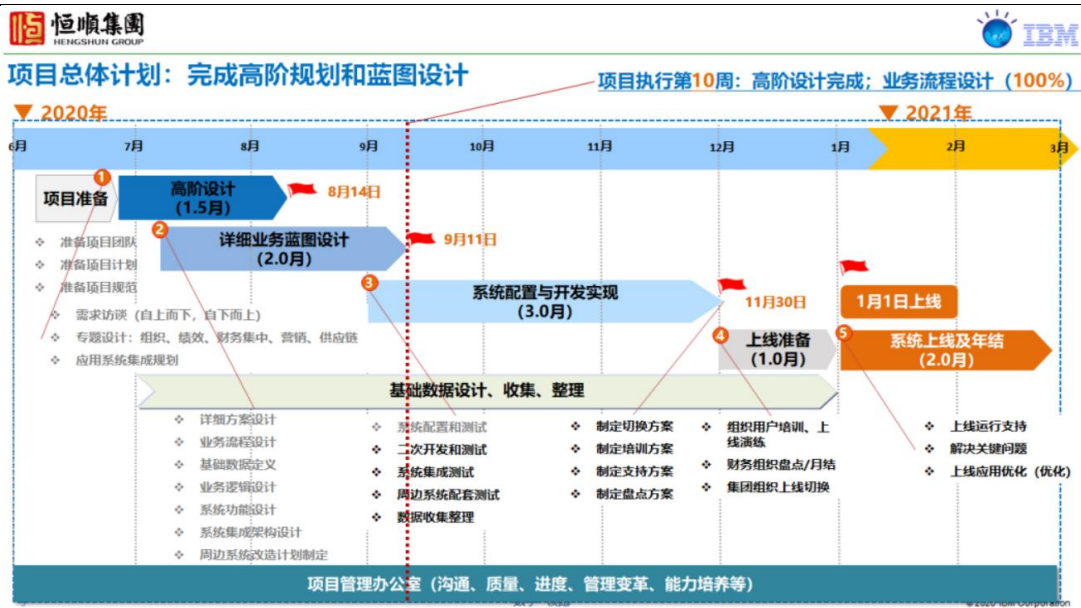 恒顺集团
HENGSHUN GROUP
IBM
项目总体计划：完成高阶规划和蓝图设计
项目执行第10周：高阶设计完成；业务流程设计（100%）
2020年
2021年
6月 7月 8月 9月 10月 11月 12月 1月 2月 3月
1
项目准备
高阶设计
(1.5月)
8月14日
准备项目团队
准备项目计划
准备项目规范
2
详细业务蓝图设计
(2.0月)
9月11日
需求访谈（自上而下，自下而上）
专题设计：组织、绩效、财务集中、营销、供应链
应用系统集成规划
3
系统配置与开发实现
(3.0月)
11月30日
1月1日上线
4
上线准备
(1.0月)
5
系统上线及年结
(2.0月)
基础数据设计、收集、整理
详细方案设计
业务流程设计
基础数据定义
业务逻辑设计
系统功能设计
系统集成架构设计
周边系统改造计划制定
系统配置和测试
二次开发和测试
系统集成测试
周边系统配套测试
数据收集整理
制定切换方案
制定培训方案
制定支持方案
制定盘点方案
组织用户培训、上
线演练
财务组织盘点/月结
集团组织上线切换
上线运行支持
解决关键问题
上线应用优化（优化）
项目管理办公室（沟通、质量、进度、管理变革、能力培养等）
© 2020 IBM Corporation